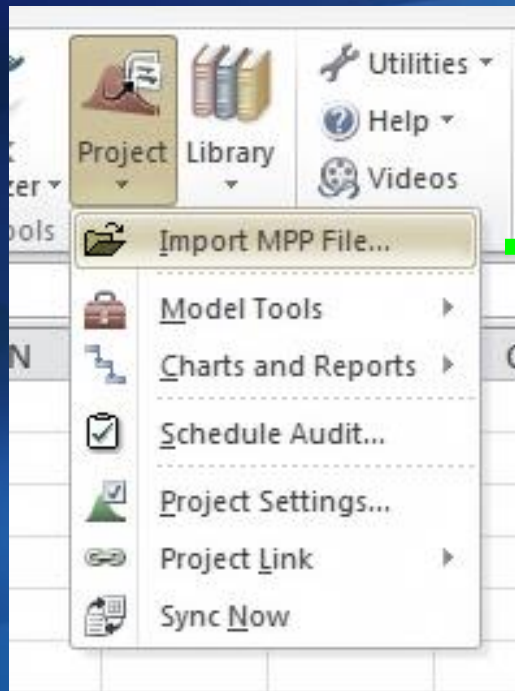 Utilities
Help
Project Library
Videos
zer
ools
Import MPP File...
Model Tools
N
Charts and Reports
Schedule Audit...
Project Settings...
Project Link
Sync Now